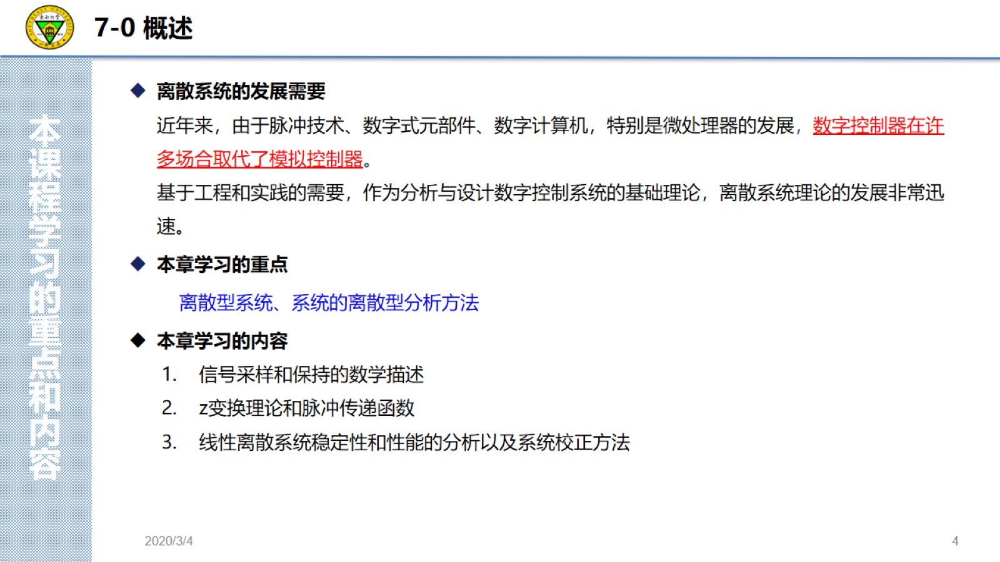 7-0 概述
本课程学习的重点和内容
离散系统的发展需要
近年来，由于脉冲技术、数字式元部件、数字计算机，特别是微处理器的发展，数字控制器在许
多场合取代了模拟控制器。
基于工程和实践的需要，作为分析与设计数字控制系统的基础理论，离散系统理论的发展非常迅
速。
本章学习的重点
离散型系统、系统的离散型分析方法
本章学习的内容
1. 信号采样和保持的数学描述
2. z变换理论和脉冲传递函数
3. 线性离散系统稳定性和性能的分析以及系统校正方法
2020/3/4
4